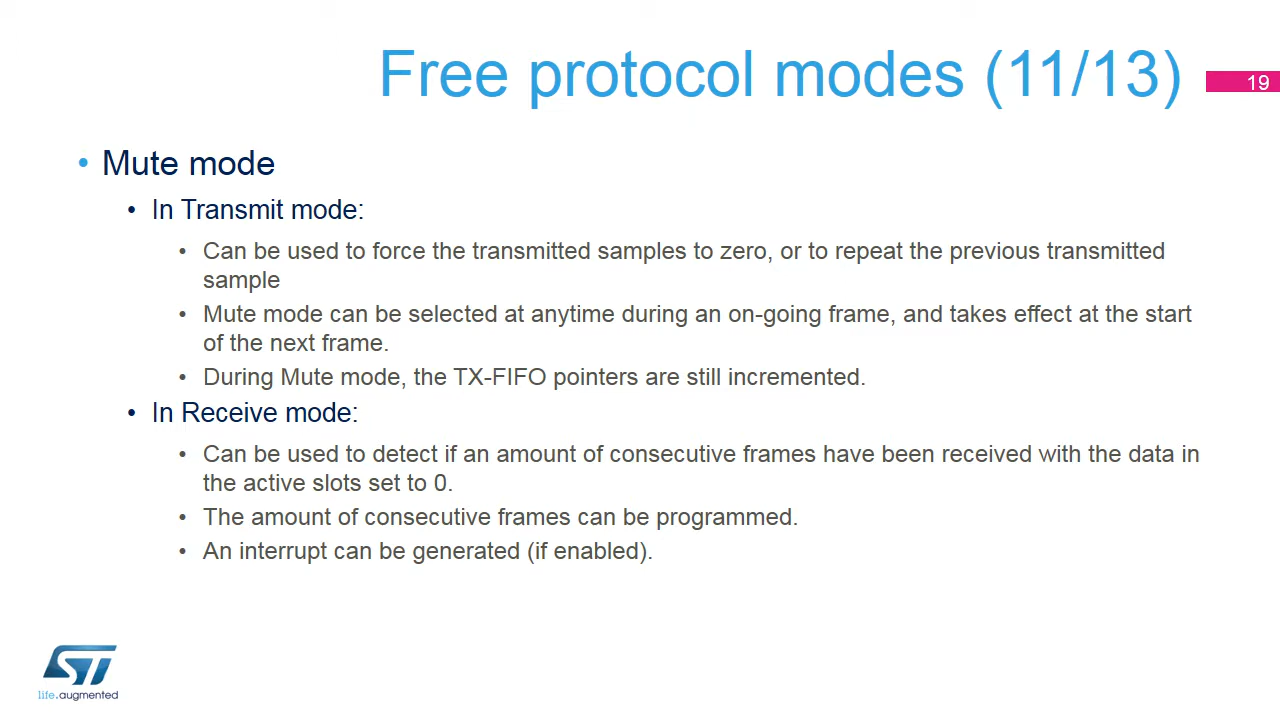 Free protocol modes (11/13)
19
• Mute mode
• In Transmit mode:
• Can be used to force the transmitted samples to zero, or to repeat the previous transmitted
sample
• Mute mode can be selected at anytime during an on-going frame, and takes effect at the start
of the next frame.
• During Mute mode, the TX-FIFO pointers are still incremented.
• In Receive mode:
• Can be used to detect if an amount of consecutive frames have been received with the data in
the active slots set to 0.
• The amount of consecutive frames can be programmed.
• An interrupt can be generated (if enabled).
ST
life.augmented